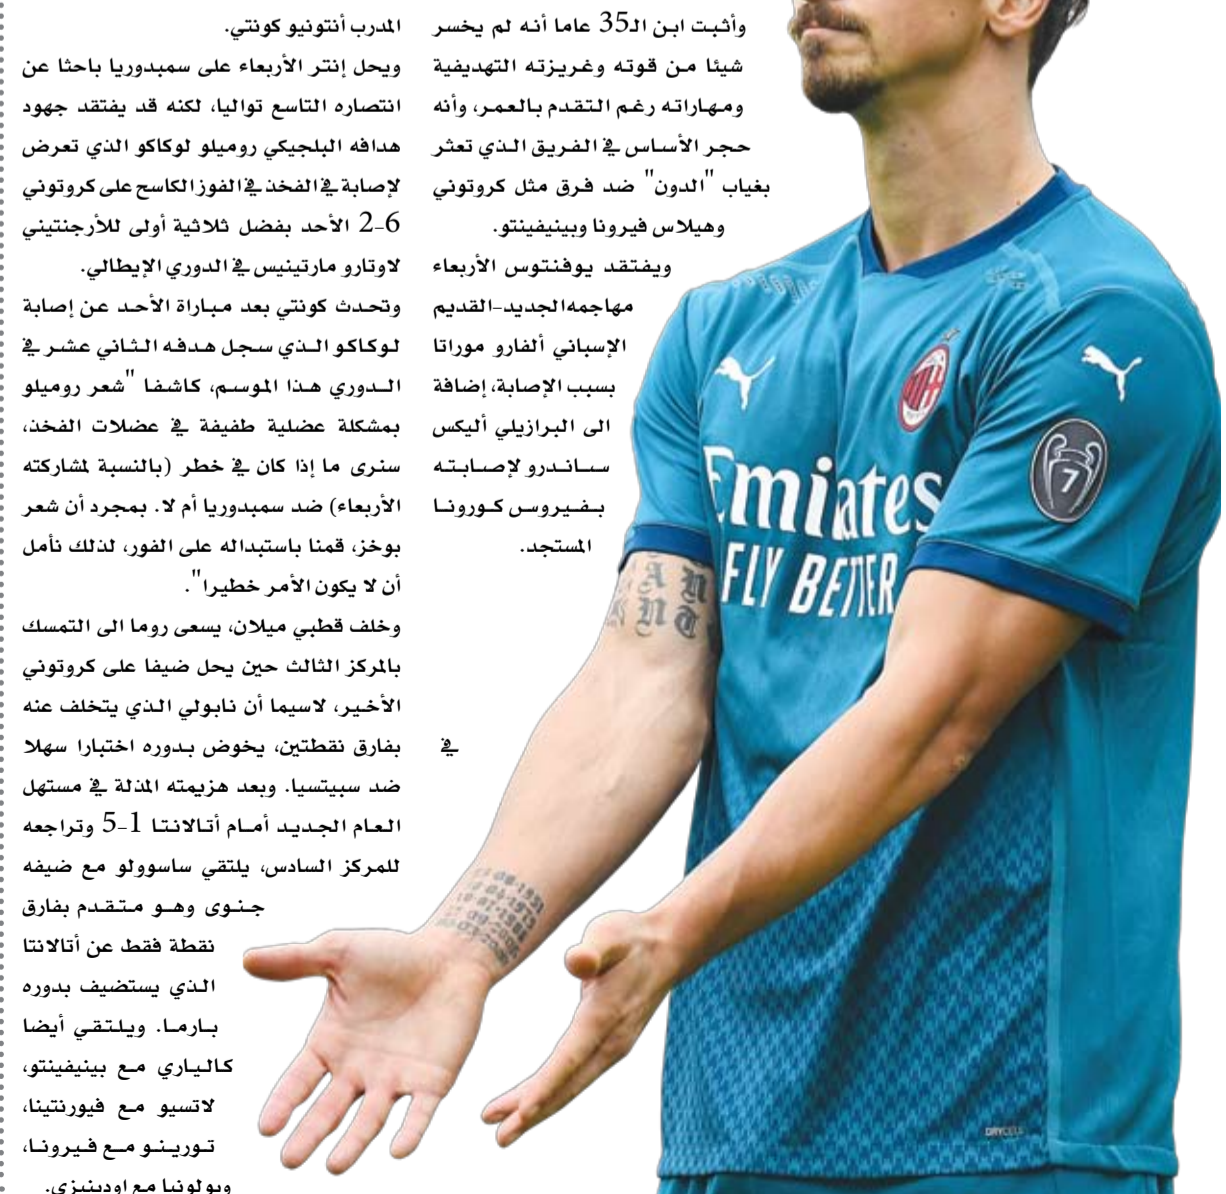 وأثبت ابن الـ35 عاما أنه لم يخسر
شيئا من قوته وغريزته التهديفية
ومهاراته رغم التقدم بالعمر، وأنه
حجر الأساس في الفريق الذي تعثر
بغياب "الدون" ضد فرق مثل كروتوني
وهيلاس فيرونا وبينيفينتو.
ويفتقد يوفنتوس الأربعاء
مهاجمه الجديد-القديم
الإسباني ألفارو موراتا
بسبب الإصابة، إضافة
الى البرازيلي أليكس
ساندرو لإصابته
بفيروس كورونا
المستجد.
في
المدرب أنتونيو كونتي.
ويحل إنتر الأربعاء على سمبدوريا باحثا عن
انتصاره التاسع تواليا، لكنه قد يفتقد جهود
هدافه البلجيكي روميلو لوكاكو الذي تعرض
لإصابة في الفخذ في الفوز الكاسح على كروتوني
6-2 الأحد بفضل ثلاثية أولى للأرجنتيني
لاوتارو مارتينيس في الدوري الإيطالي.
وتحدث كونتي بعد مباراة الأحد عن إصابة
لوكاكو الذي سجل هدفه الثاني عشر في
الدوري هذا الموسم، كاشفا "شعر روميلو
بمشكلة عضلية طفيفة في عضلات الفخذ،
سنرى ما إذا كان في خطر (بالنسبة لمشاركته
الأربعاء) ضد سمبدوريا أم لا. بمجرد أن شعر
بوخز، قمنا باستبداله على الفور، لذلك نأمل
أن لا يكون الأمر خطيرا".
وخلف قطبي ميلان، يسعى روما الى التمسك
بالمركز الثالث حين يحل ضيفا على كروتوني
الأخير، لاسيما أن نابولي الذي يتخلف عنه
بفارق نقطتين، يخوض بدوره اختبارا سهلا
ضد سبيتسيا. وبعد هزيمته المذلة في مستهل
العام الجديد أمام أتالانتا 1-5 وتراجعه
للمركز السادس، يلتقي ساسوولو مع ضيفه
جنوى وهو متقدم بفارق
نقطة فقط عن أتالانتا
الذي يستضيف بدوره
بارما. ويلتقي أيضا
كالياري مع بينيفينتو،
لاتسيو مع فيورنتينا،
تورينو مع فيرونا،
وبولونيا مع اودينيزي.
Emirates
FLY BETTER
7
DRYCELL